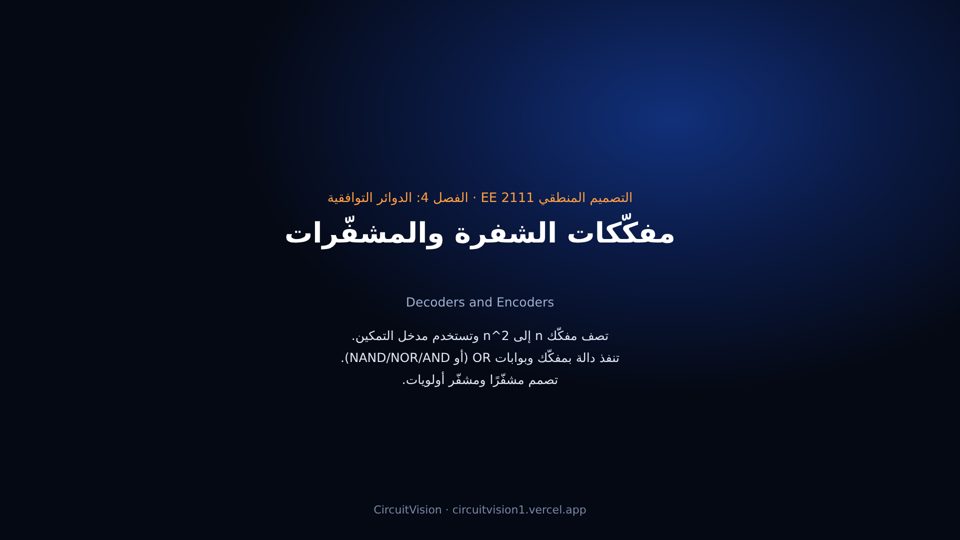 التصميم المنطقي EE 2111 · الفصل 4: الدوائر التوافقية
مفكّكات الشفرة والمشفّرات
Decoders and Encoders
تصف مفكّك n إلى 2^n وتستخدم مدخل التمكين.
تنفذ دالة بمفكّك وبوابات OR (أو NAND/NOR/AND).
تصمم مشفّرًا ومشفّر أولويات.
CircuitVision · circuitvision1.vercel.app